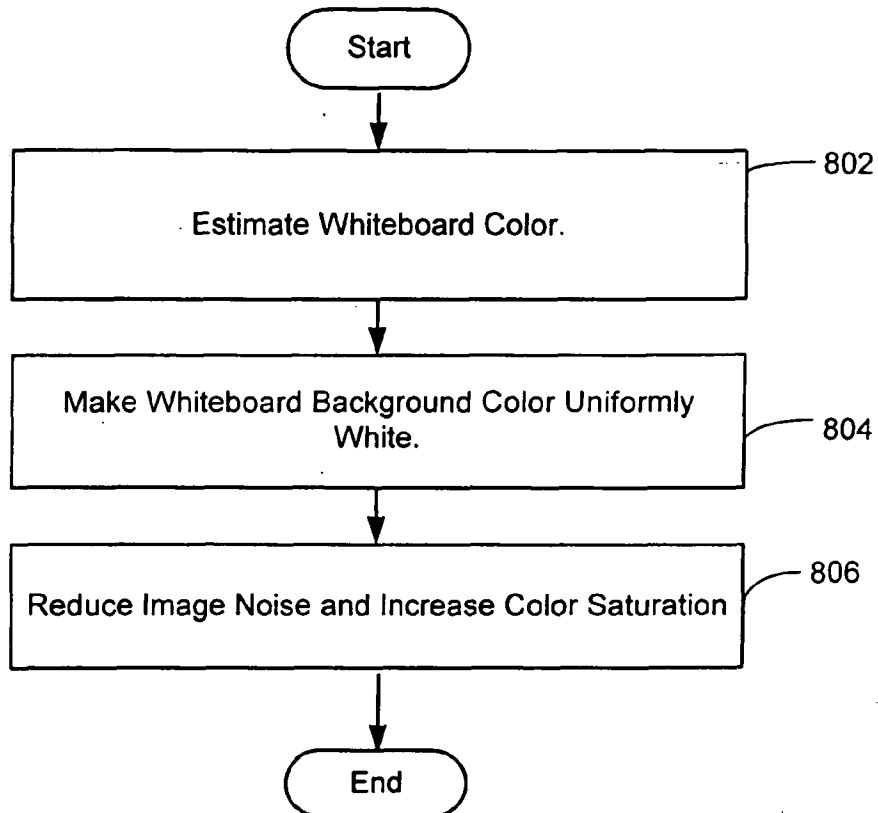 Start
802
Estimate Whiteboard Color.
Make Whiteboard Background Color Uniformly
White.
804
806
Reduce Image Noise and Increase Color Saturation
End